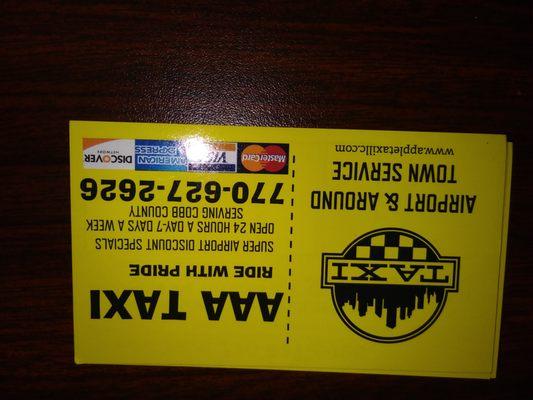 TAXI
AIRPORT & AROUND
TOWN SERVICE
www.appletaxillc.com
AAA TAXI
RIDE WITH PRIDE
SUPER AIRPORT DISCOUNT SPECIALS
OPEN 24 HOURS A DAY-7 DAYS A WEEK
SERVING COBB COUNTY
770-627-2626
MasterCard
VISA
AMERICAN
EXPRESS
DISCOVER
NETWORK